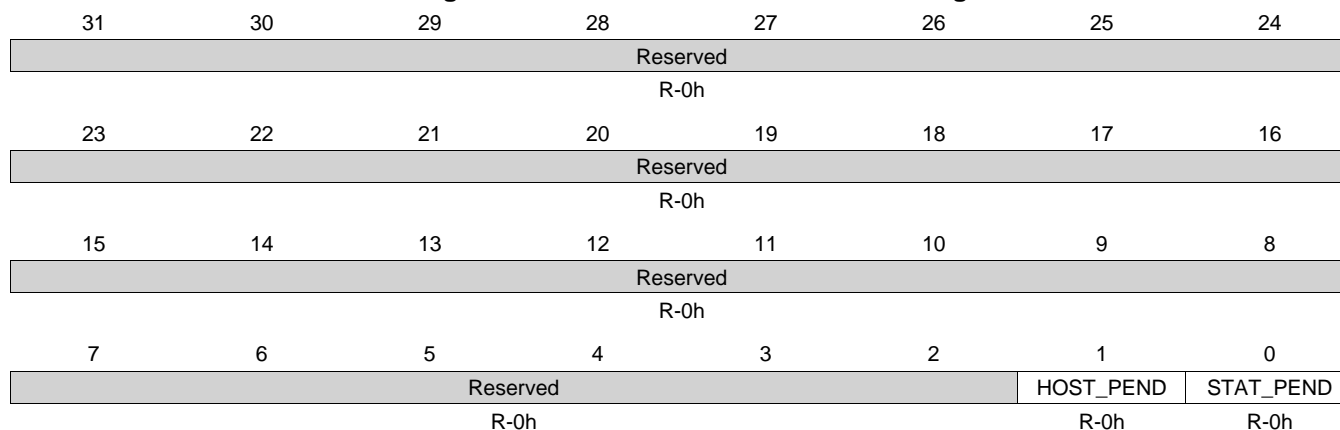 31 30 29 28 27 26 25 24
Reserved
R-0h
23 22 21 20 19 18 17 16
Reserved
R-0h
15 14 13 12 11 10 9 8
Reserved
R-0h
7 6 5 4 3 2 1 0
Reserved HOST_PEND STAT_PEND
R-0h R-0h R-0h